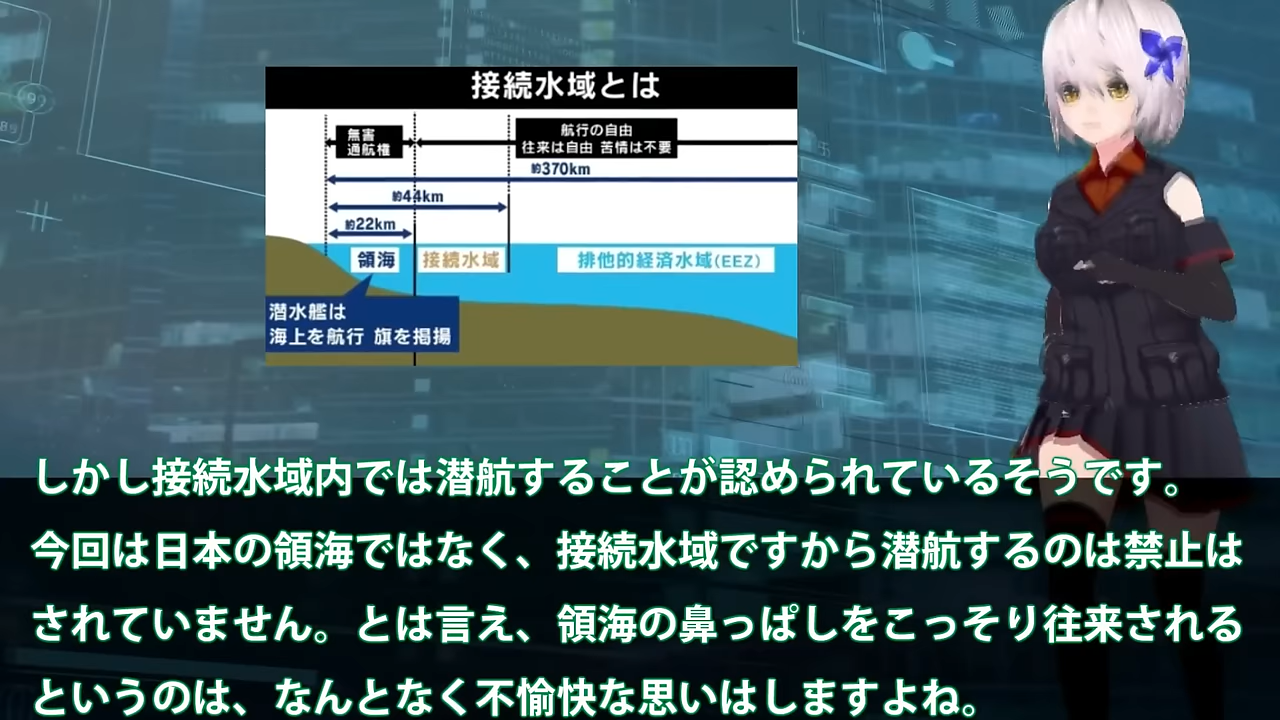 接続水域とは
無害
通航権
航行の自由
往来は自由 苦情は不要
約370km
約44km
約22km
領海
接続水域
排他的経済水域(EEZ)
潜水艦は
海上を航行 旗を掲揚
しかし接続水域内では潜航することが認められているそうです。
今回は日本の領海ではなく、接続水域ですから潜航するのは禁止は
されていません。とは言え、領海の鼻っぱしをこっそり往来される
というのは、なんとなく不愉快な思いはしますよね。